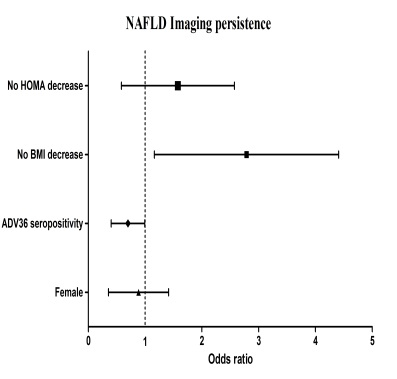 NAFLD Imaging persistence
No HOMA decrease
No BMI decrease
ADV36 seropositivity
Female
0 1 2 3 4 5
Odds ratio